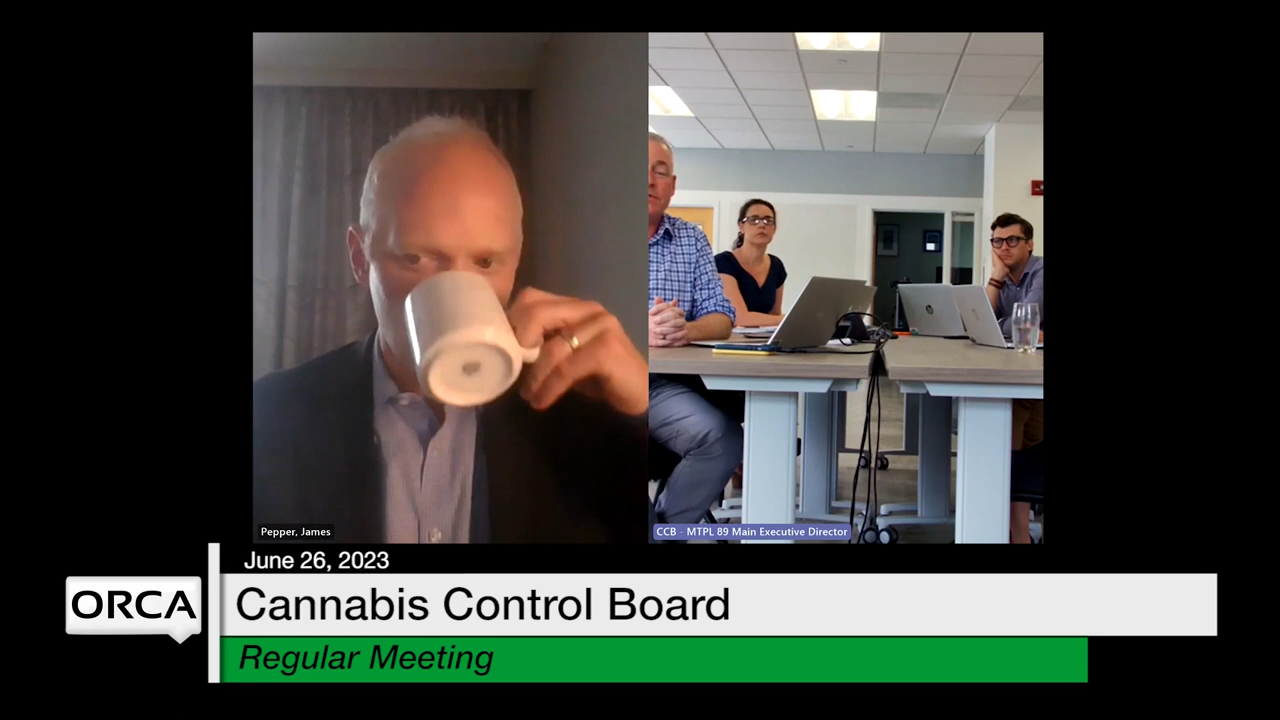 Pepper, James
CCB - MTPL 89 Main Executive Director
June 26, 2023
ORCA
Cannabis Control Board
Regular Meeting